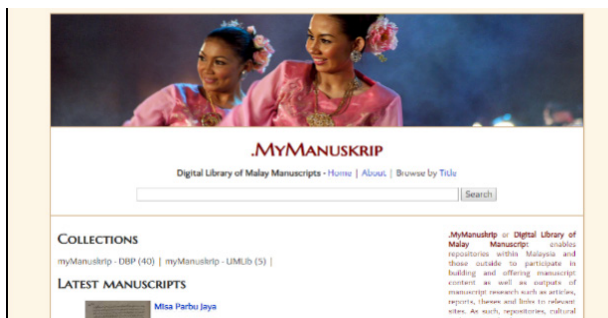 .MyManuskrip
Digital Library of Malay Manuscripts - Home | About | Browse by Title
Search
Collections
myManuskrip - DBP (40) | myManuskrip - UMLib (5) |
Latest manuscripts
Misa Parbu Jaya
.MyManuskrip or Digital Library of
Malay Manuscript enables
repositories within Malaysia and
those outside to participate in
building and offering manuscript
content as well as outputs of
manuscript research such as articles,
reports, theses and links to relevant
sites. As such, repositories, cultural